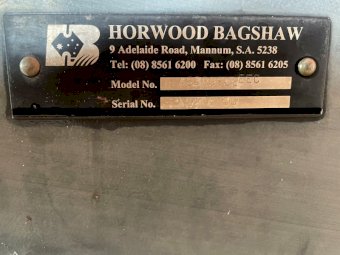 HORWOOD BAGSHAW
9 Adelaide Road, Mannum, S.A. 5238
Tel: (08) 8561 6200 Fax: (08) 8561 6205
Model No.
Serial No.